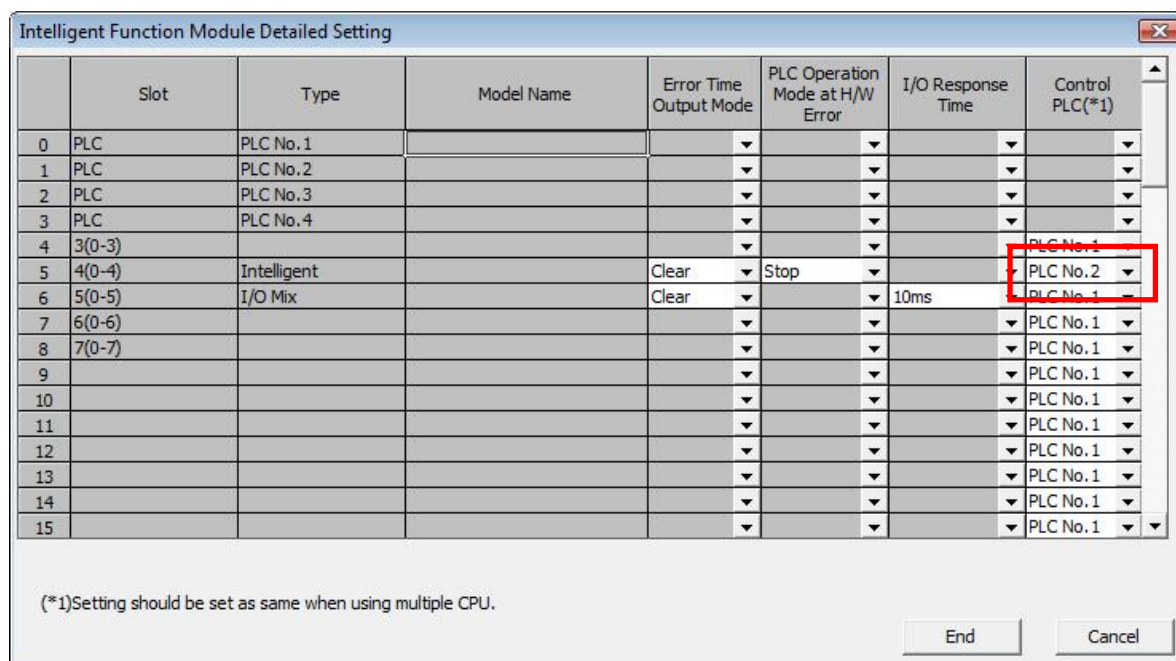 Intelligent Function Module Detailed Setting
Slot Type Model Name Error Time Output Mode PLC Operation Mode at H/W Error I/O Response Time Control PLC(*1)
0 PLC PLC No.1
1 PLC PLC No.2
2 PLC PLC No.3
3 PLC PLC No.4
4 3(0-3) PLC No.1
5 4(0-4) Intelligent Clear Stop PLC No.2
6 5(0-5) I/O Mix Clear 10ms PLC No.1
7 6(0-6) PLC No.1
8 7(0-7) PLC No.1
9 PLC No.1
10 PLC No.1
11 PLC No.1
12 PLC No.1
13 PLC No.1
14 PLC No.1
15 PLC No.1
(*1)Setting should be set as same when using multiple CPU.
End Cancel